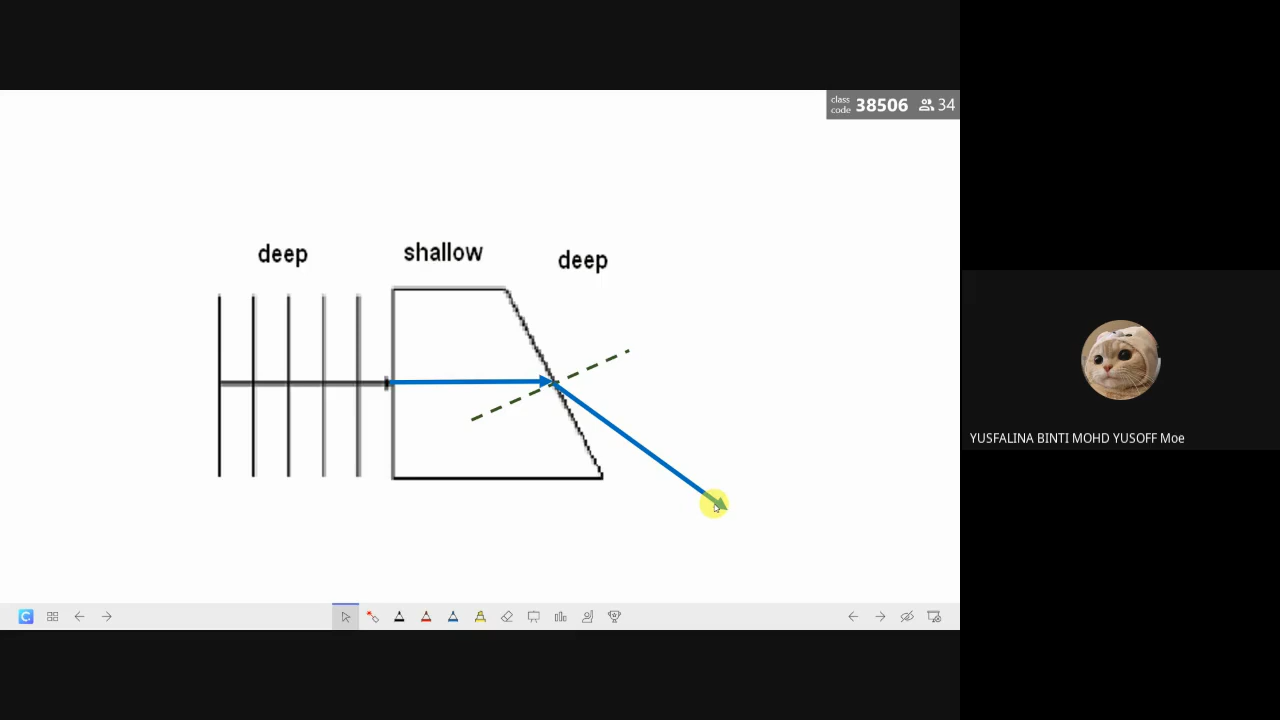 class
code 38506 34
deep
shallow
deep
YUSFALINA BINTI MOHD YUSOFF Moe